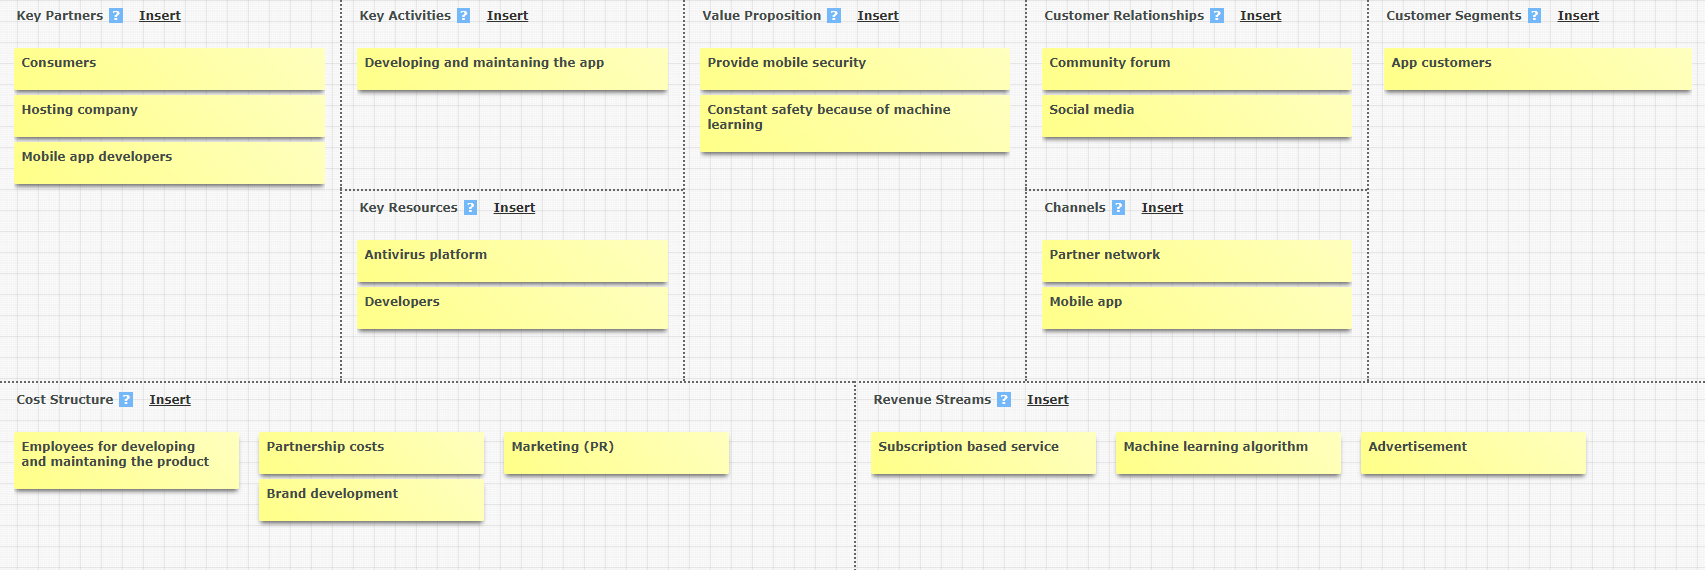 Key Partners ? Insert
Consumers
Hosting company
Mobile app developers
Key Activities ? Insert
Developing and maintaning the app
Key Resources ? Insert
Antivirus platform
Developers
Value Proposition ? Insert
Provide mobile security
Constant safety because of machine
learning
Customer Relationships ? Insert
Community forum
Social media
Channels ? Insert
Partner network
Mobile app
Customer Segments ? Insert
App customers
Cost Structure ? Insert
Employees for developing
and maintaning the product
Partnership costs
Brand development
Marketing (PR)
Revenue Streams ? Insert
Subscription based service
Machine learning algorithm
Advertisement